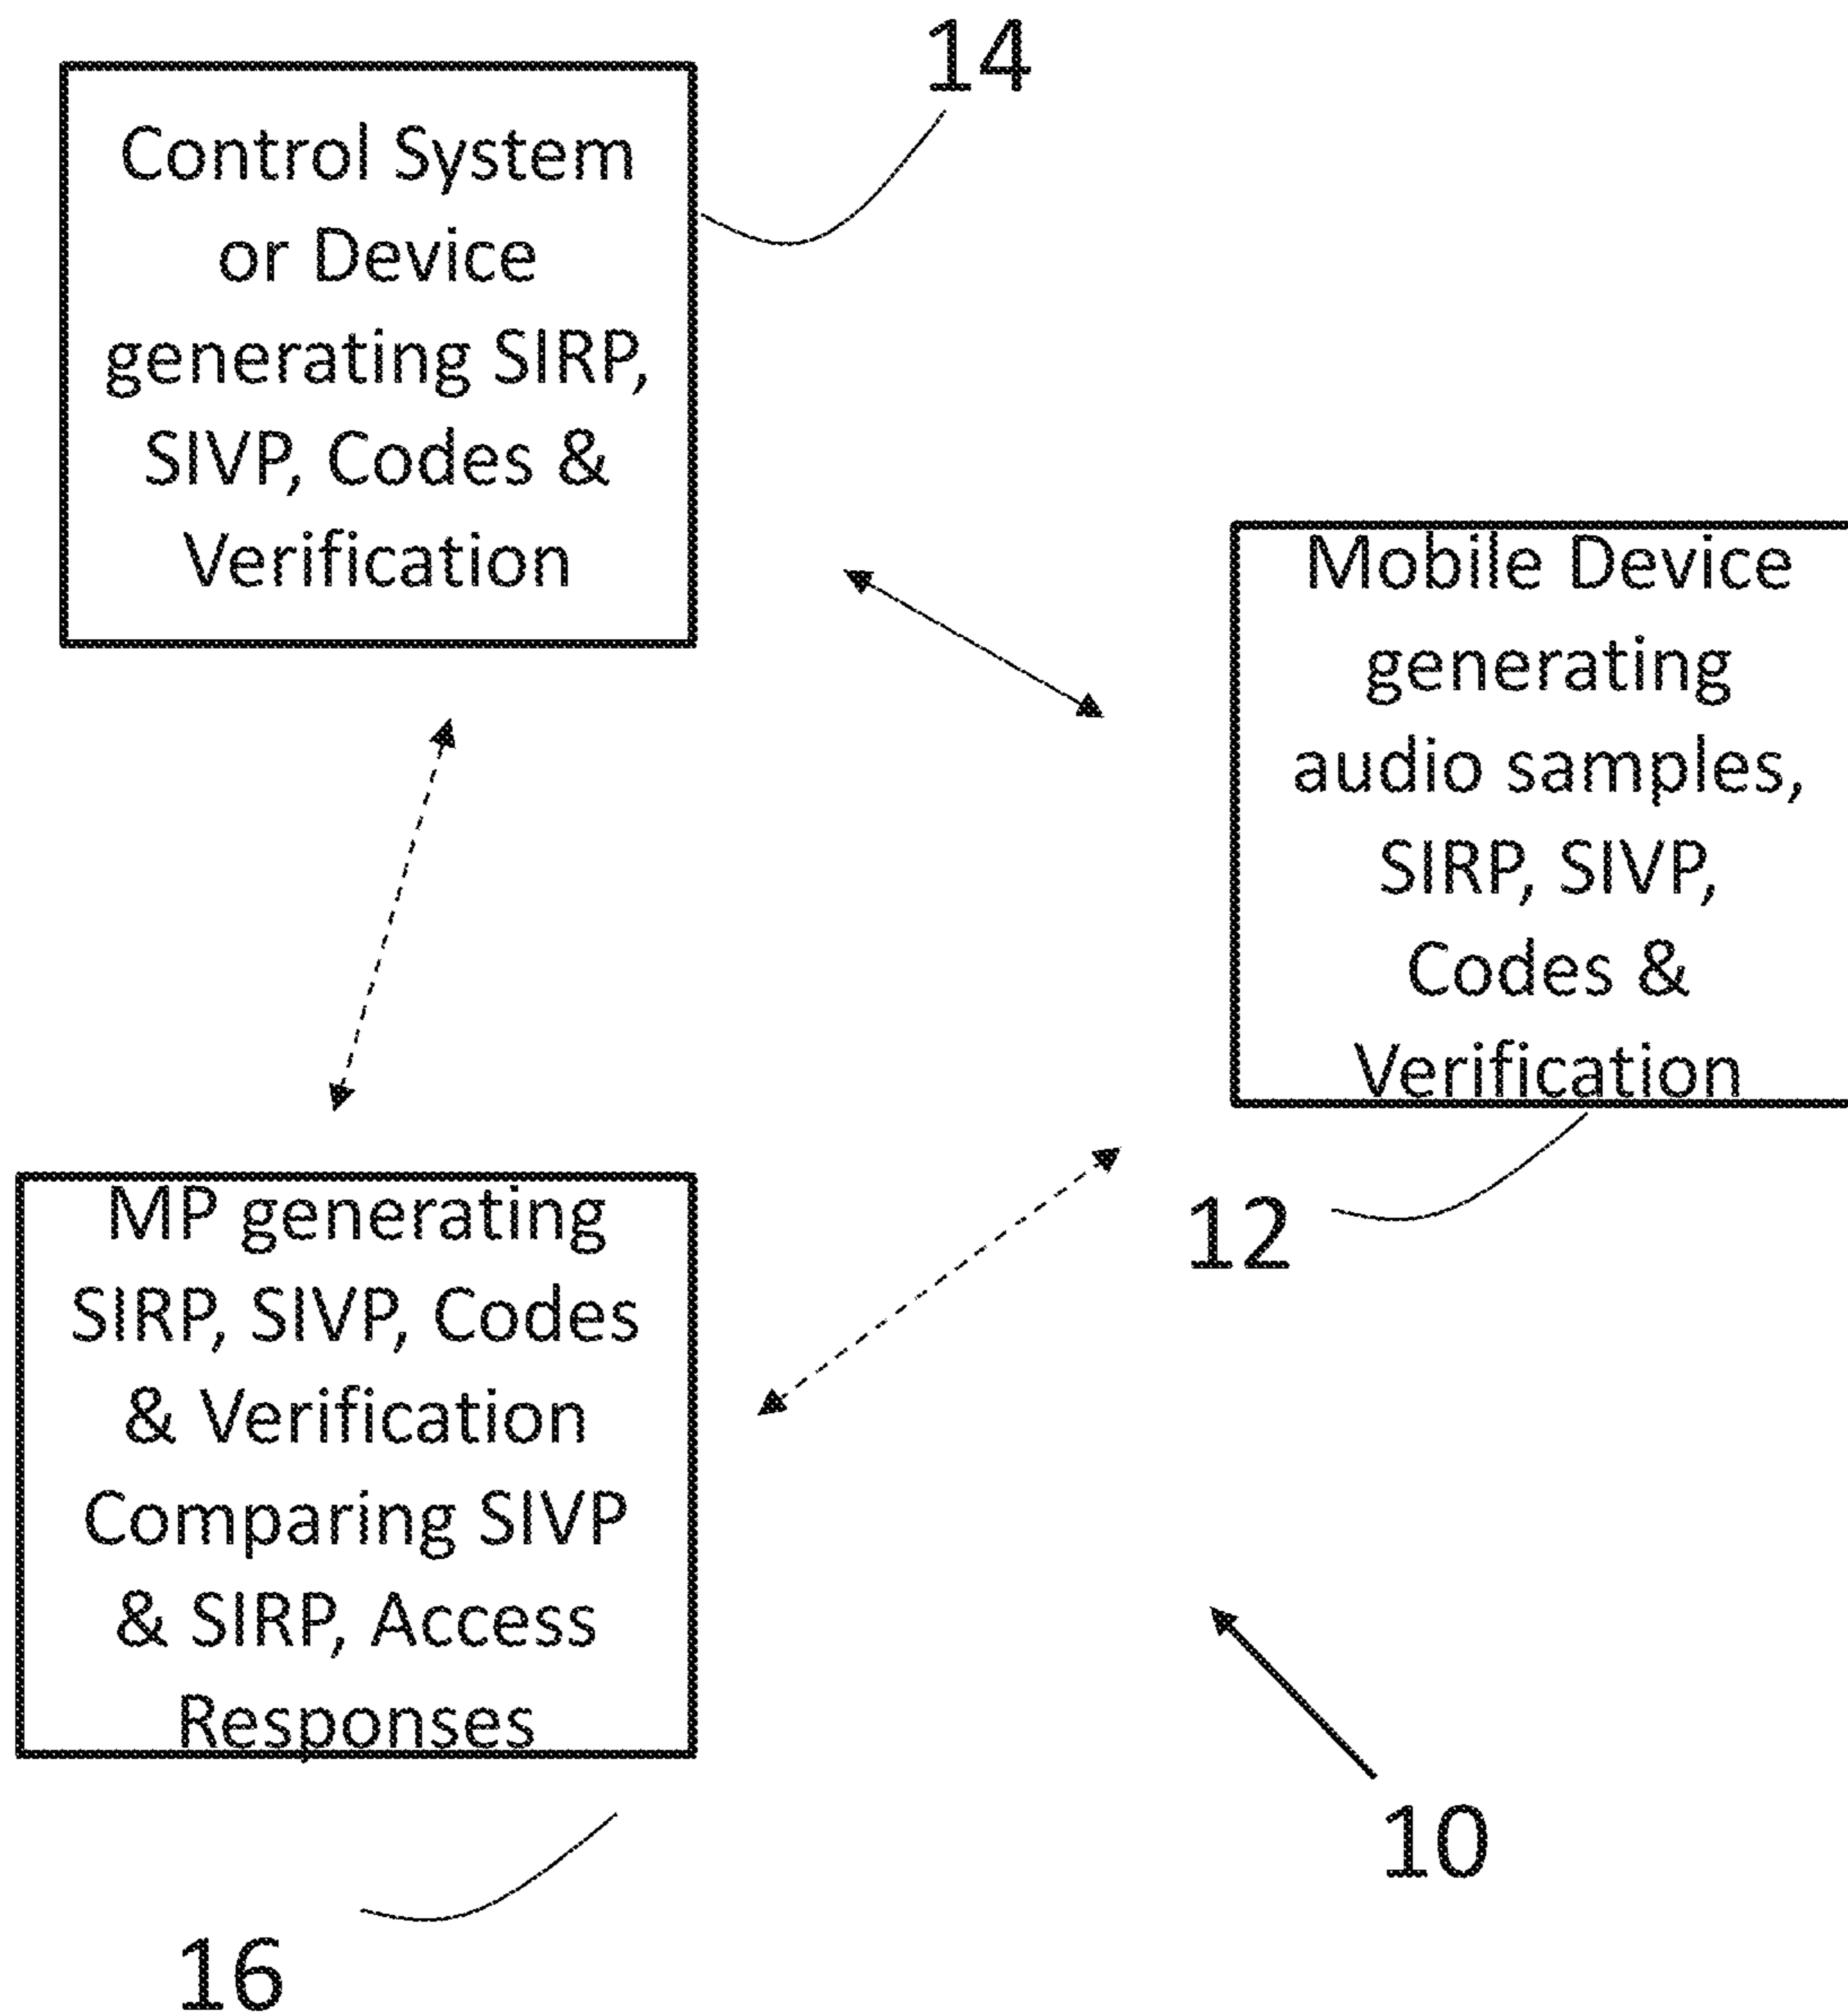 14
Control System
or Device
generating SIRP,
SIVP, Codes &
Verification
Mobile Device
generating
audio samples,
SIRP, SIVP,
Codes &
Verification
12
MP generating
SIRP, SIVP, Codes
& Verification
Comparing SIVP
& SIRP, Access
Responses
10
16